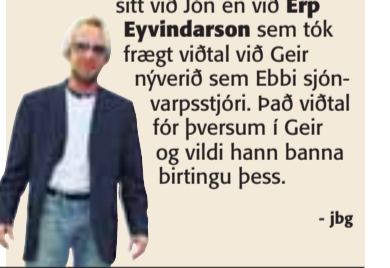 sitt við Jón en við Erp
Eyvindarson sem tók
frægt viðtal við Geir
nýverið sem Ebbi sjón-
varpsstjóri. Það viðtal
fór þversum í Geir
og vildi hann banna
birtingu þess.
- jbg